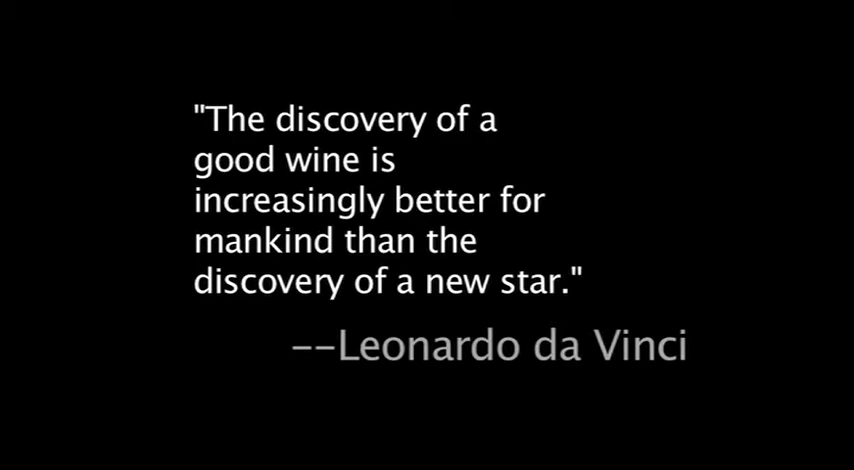 "The discovery of a
good wine is
increasingly better for
mankind than the
discovery of a new star."
--Leonardo da Vinci